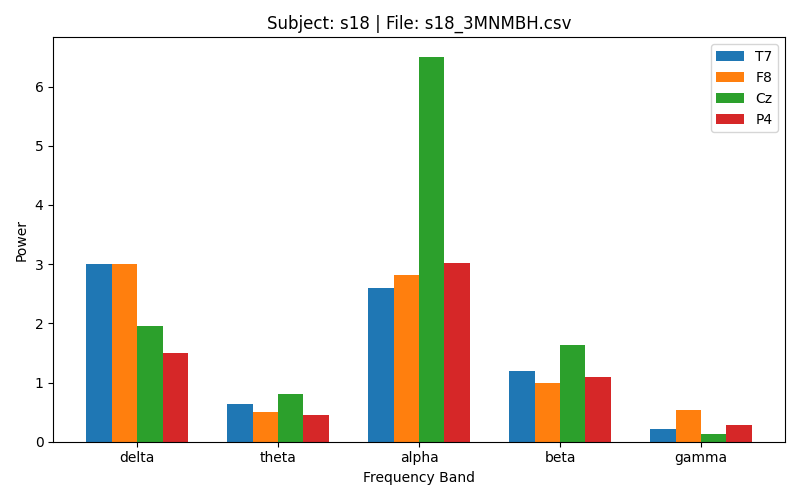 Subject: s18 | File: s18_3MNMBH.csv
T7
F8
Cz
P4
Power
6
5
4
3
2
1
0
delta theta alpha beta gamma
Frequency Band